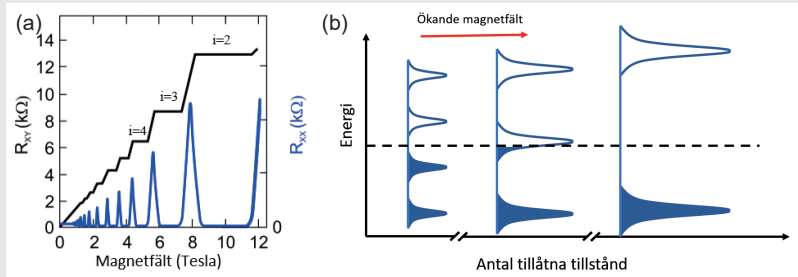 (a)
14
12
10
8
6
4
2
0
R_XY (kΩ)
i=2
i=3
i=4
R_XX (kΩ)
0
0 2 4 6 8 10 12
Magnetfält (Tesla)
(b)
Ökande magnetfält
Energi
Antal tillåtna tillstånd